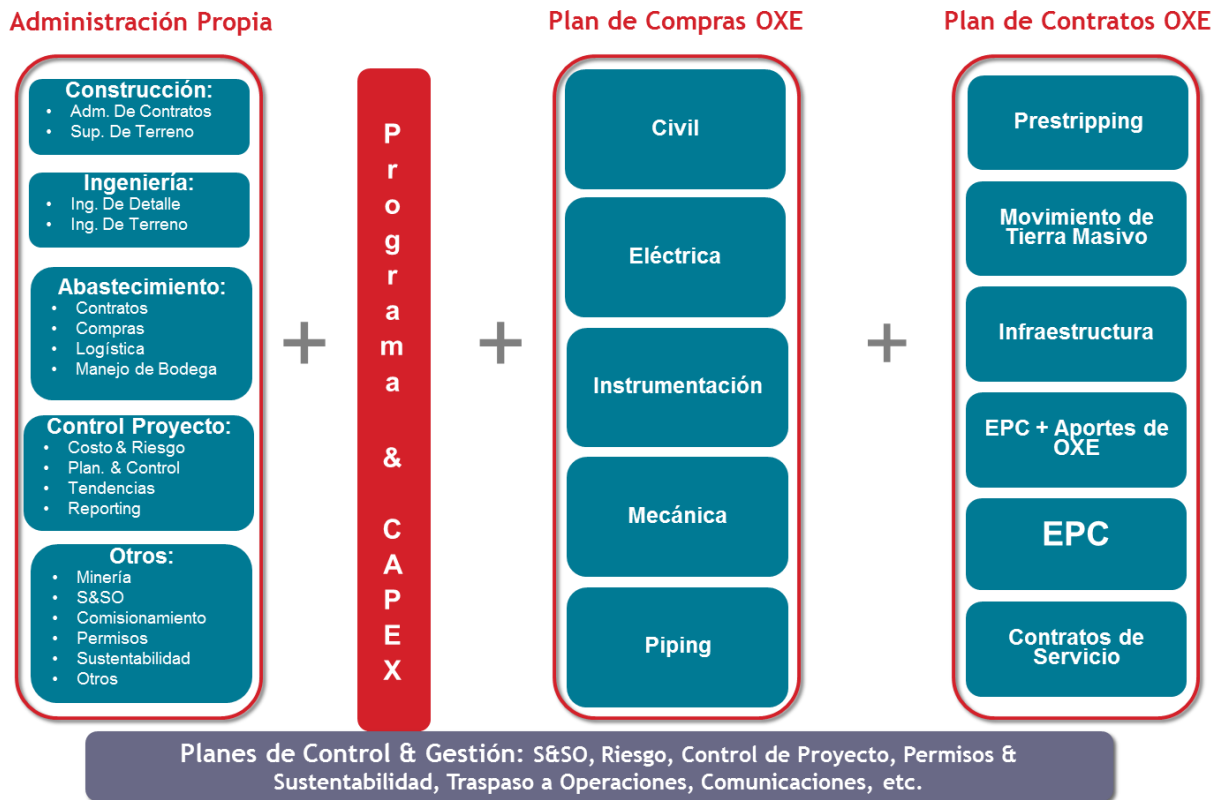 Administración Propia
Construcción:
• Adm. De Contratos
• Sup. De Terreno
Ingeniería:
• Ing. De Detalle
• Ing. De Terreno
Abastecimiento:
• Contratos
• Compras
• Logística
• Manejo de Bodega
Control Proyecto:
• Costo & Riesgo
• Plan. & Control
• Tendencias
• Reporting
Otros:
• Minería
• S&SO
• Comisionamiento
• Permisos
• Sustentabilidad
• Otros
+
P
r
o
g
r
a
m
a
&
C
A
P
E
X
+
Plan de Compras OXE
Civil
Eléctrica
Instrumentación
Mecánica
Piping
+
Plan de Contratos OXE
Prestripping
Movimiento de
Tierra Masivo
Infraestructura
EPC + Aportes de
OXE
EPC
Contratos de
Servicio
Planes de Control & Gestión: S&SO, Riesgo, Control de Proyecto, Permisos &
Sustentabilidad, Traspaso a Operaciones, Comunicaciones, etc.